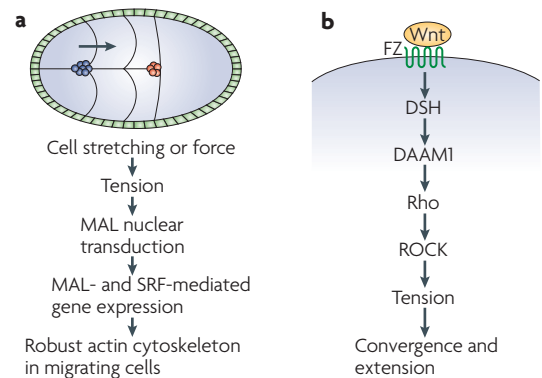 a
Cell stretching or force
Tension
MAL nuclear
transduction
MAL- and SRF-mediated
gene expression
Robust actin cytoskeleton
in migrating cells
b
Wnt
FZ
DSH
DAAM1
Rho
ROCK
Tension
Convergence and
extension